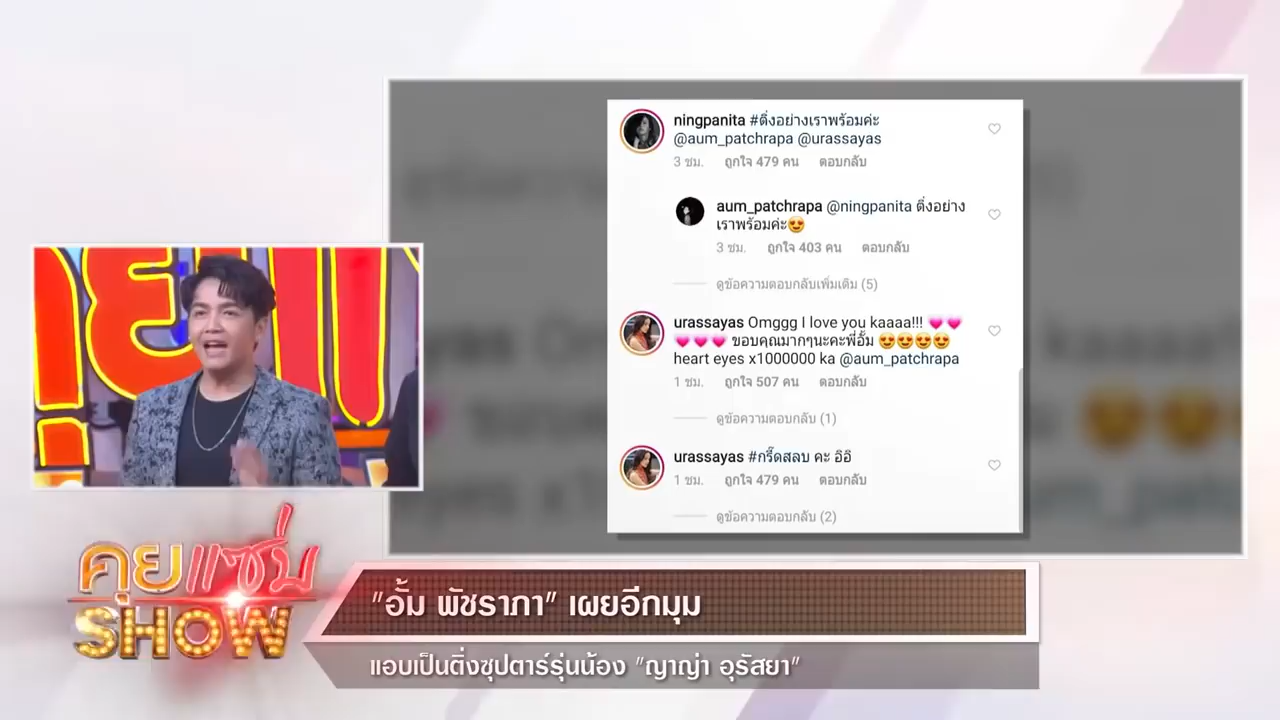 ningpanita #ติ่งอย่างเราพร้อมค่ะ
@aum_patchrapa @urassayas
3 ชม. ถูกใจ 479 คน ตอบกลับ
aum_patchrapa @ningpanita ติ่งอย่าง
เราพร้อมค่ะ😍
3 ชม. ถูกใจ 403 คน ตอบกลับ
ดูข้อความตอบกลับเพิ่มเติม (5)
urassayas Omggg I love you kaaaa!!! 💗💗
💗💗💗 ขอบคุณมากๆนะคะพี่อั้ม 😍😍😍😍
heart eyes x1000000 ka @aum_patchrapa
1 ชม. ถูกใจ 507 คน ตอบกลับ
ดูข้อความตอบกลับ (1)
urassayas #กรี๊ดสลบ คะ อิอิ
1 ชม. ถูกใจ 479 คน ตอบกลับ
ดูข้อความตอบกลับ (2)
คุยแซ่บ
SHOW
"อั้ม พัชราภา" เผยอีกมุม
แอบเป็นติ่งซุปตาร์รุ่นน้อง "ญาญ่า อุรัสยา"